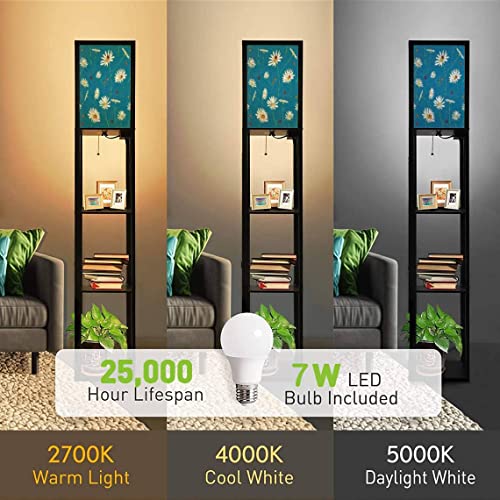 25,000
Hour Lifespan
7W LED
Bulb Included
2700K
Warm Light
4000K
Cool White
5000K
Daylight White